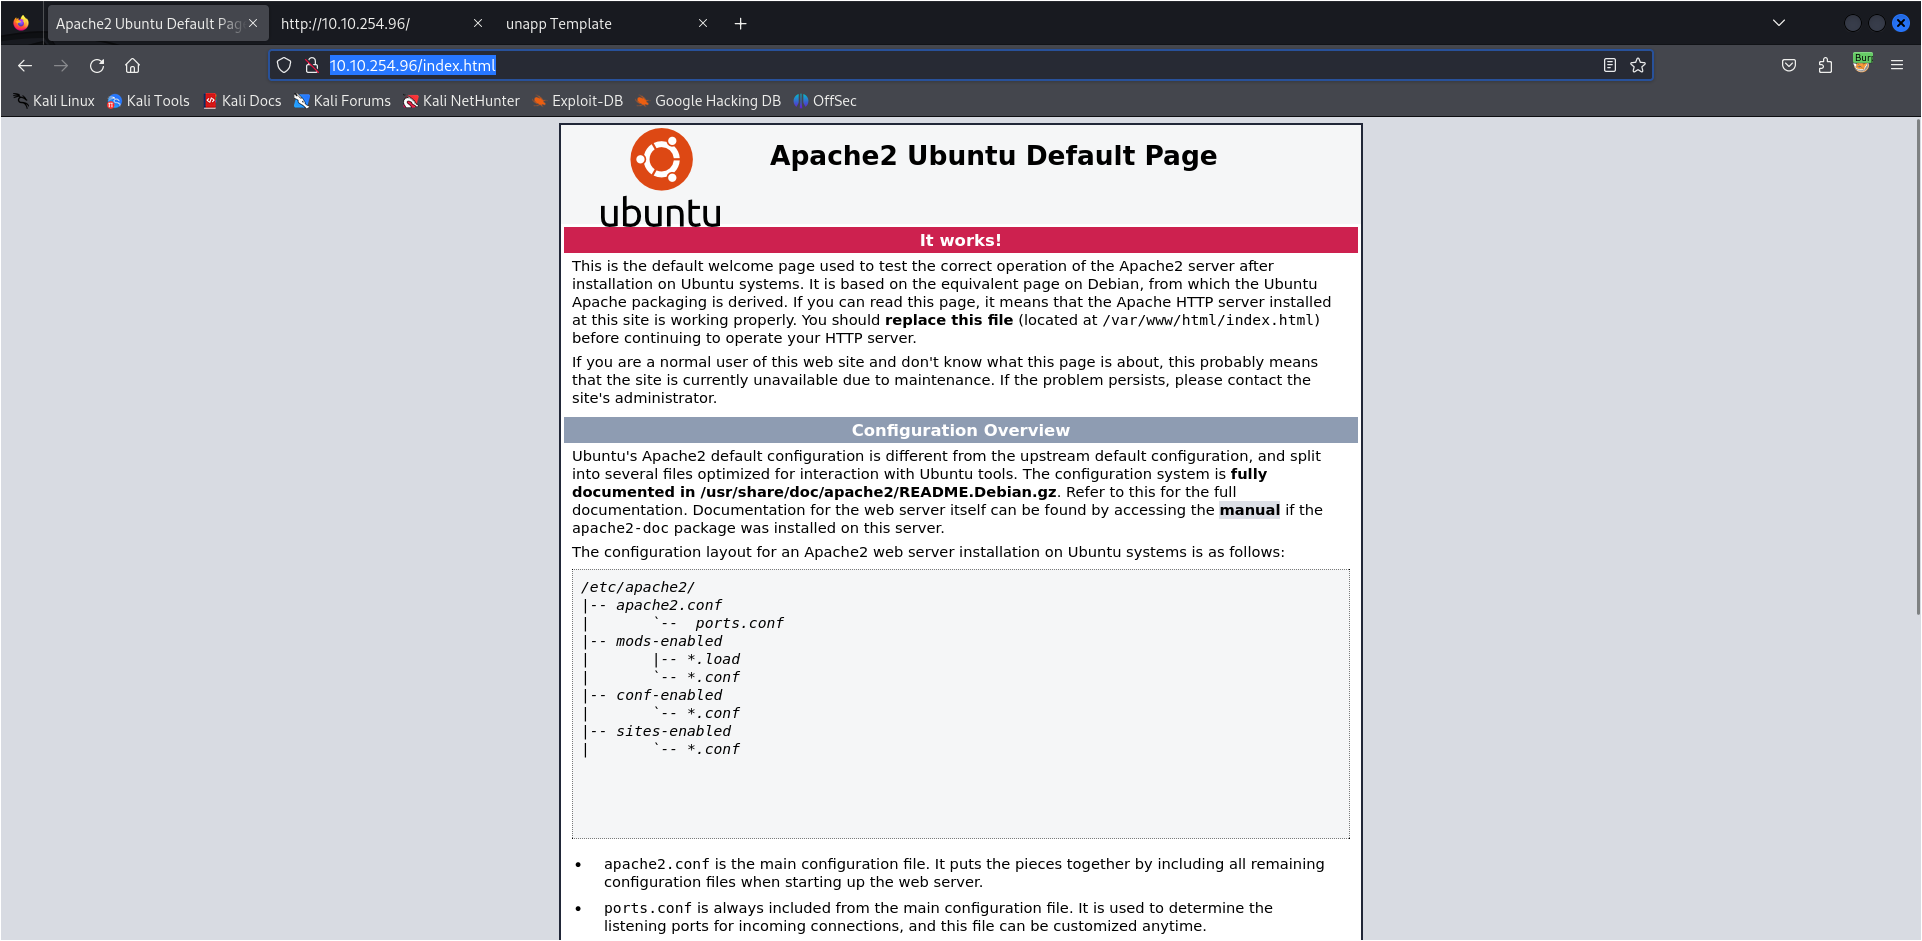 Apache2 Ubuntu Default Pag
http://10.10.254.96/
unapp Template
10.10.254.96/index.html
Kali Linux Kali Tools Kali Docs Kali Forums Kali NetHunter Exploit-DB Google Hacking DB OffSec
Apache2 Ubuntu Default Page
ubuntu
It works!
This is the default welcome page used to test the correct operation of the Apache2 server after
installation on Ubuntu systems. It is based on the equivalent page on Debian, from which the Ubuntu
Apache packaging is derived. If you can read this page, it means that the Apache HTTP server installed
at this site is working properly. You should replace this file (located at /var/www/html/index.html)
before continuing to operate your HTTP server.
If you are a normal user of this web site and don't know what this page is about, this probably means
that the site is currently unavailable due to maintenance. If the problem persists, please contact the
site's administrator.
Configuration Overview
Ubuntu's Apache2 default configuration is different from the upstream default configuration, and split
into several files optimized for interaction with Ubuntu tools. The configuration system is fully
documented in /usr/share/doc/apache2/README.Debian.gz. Refer to this for the full
documentation. Documentation for the web server itself can be found by accessing the manual if the
apache2-doc package was installed on this server.
The configuration layout for an Apache2 web server installation on Ubuntu systems is as follows:
/etc/apache2/
|-- apache2.conf
|       `--  ports.conf
|-- mods-enabled
|       |-- *.load
|       `-- *.conf
|-- conf-enabled
|       `-- *.conf
|-- sites-enabled
|       `-- *.conf
• apache2.conf is the main configuration file. It puts the pieces together by including all remaining
configuration files when starting up the web server.
• ports.conf is always included from the main configuration file. It is used to determine the
listening ports for incoming connections, and this file can be customized anytime.